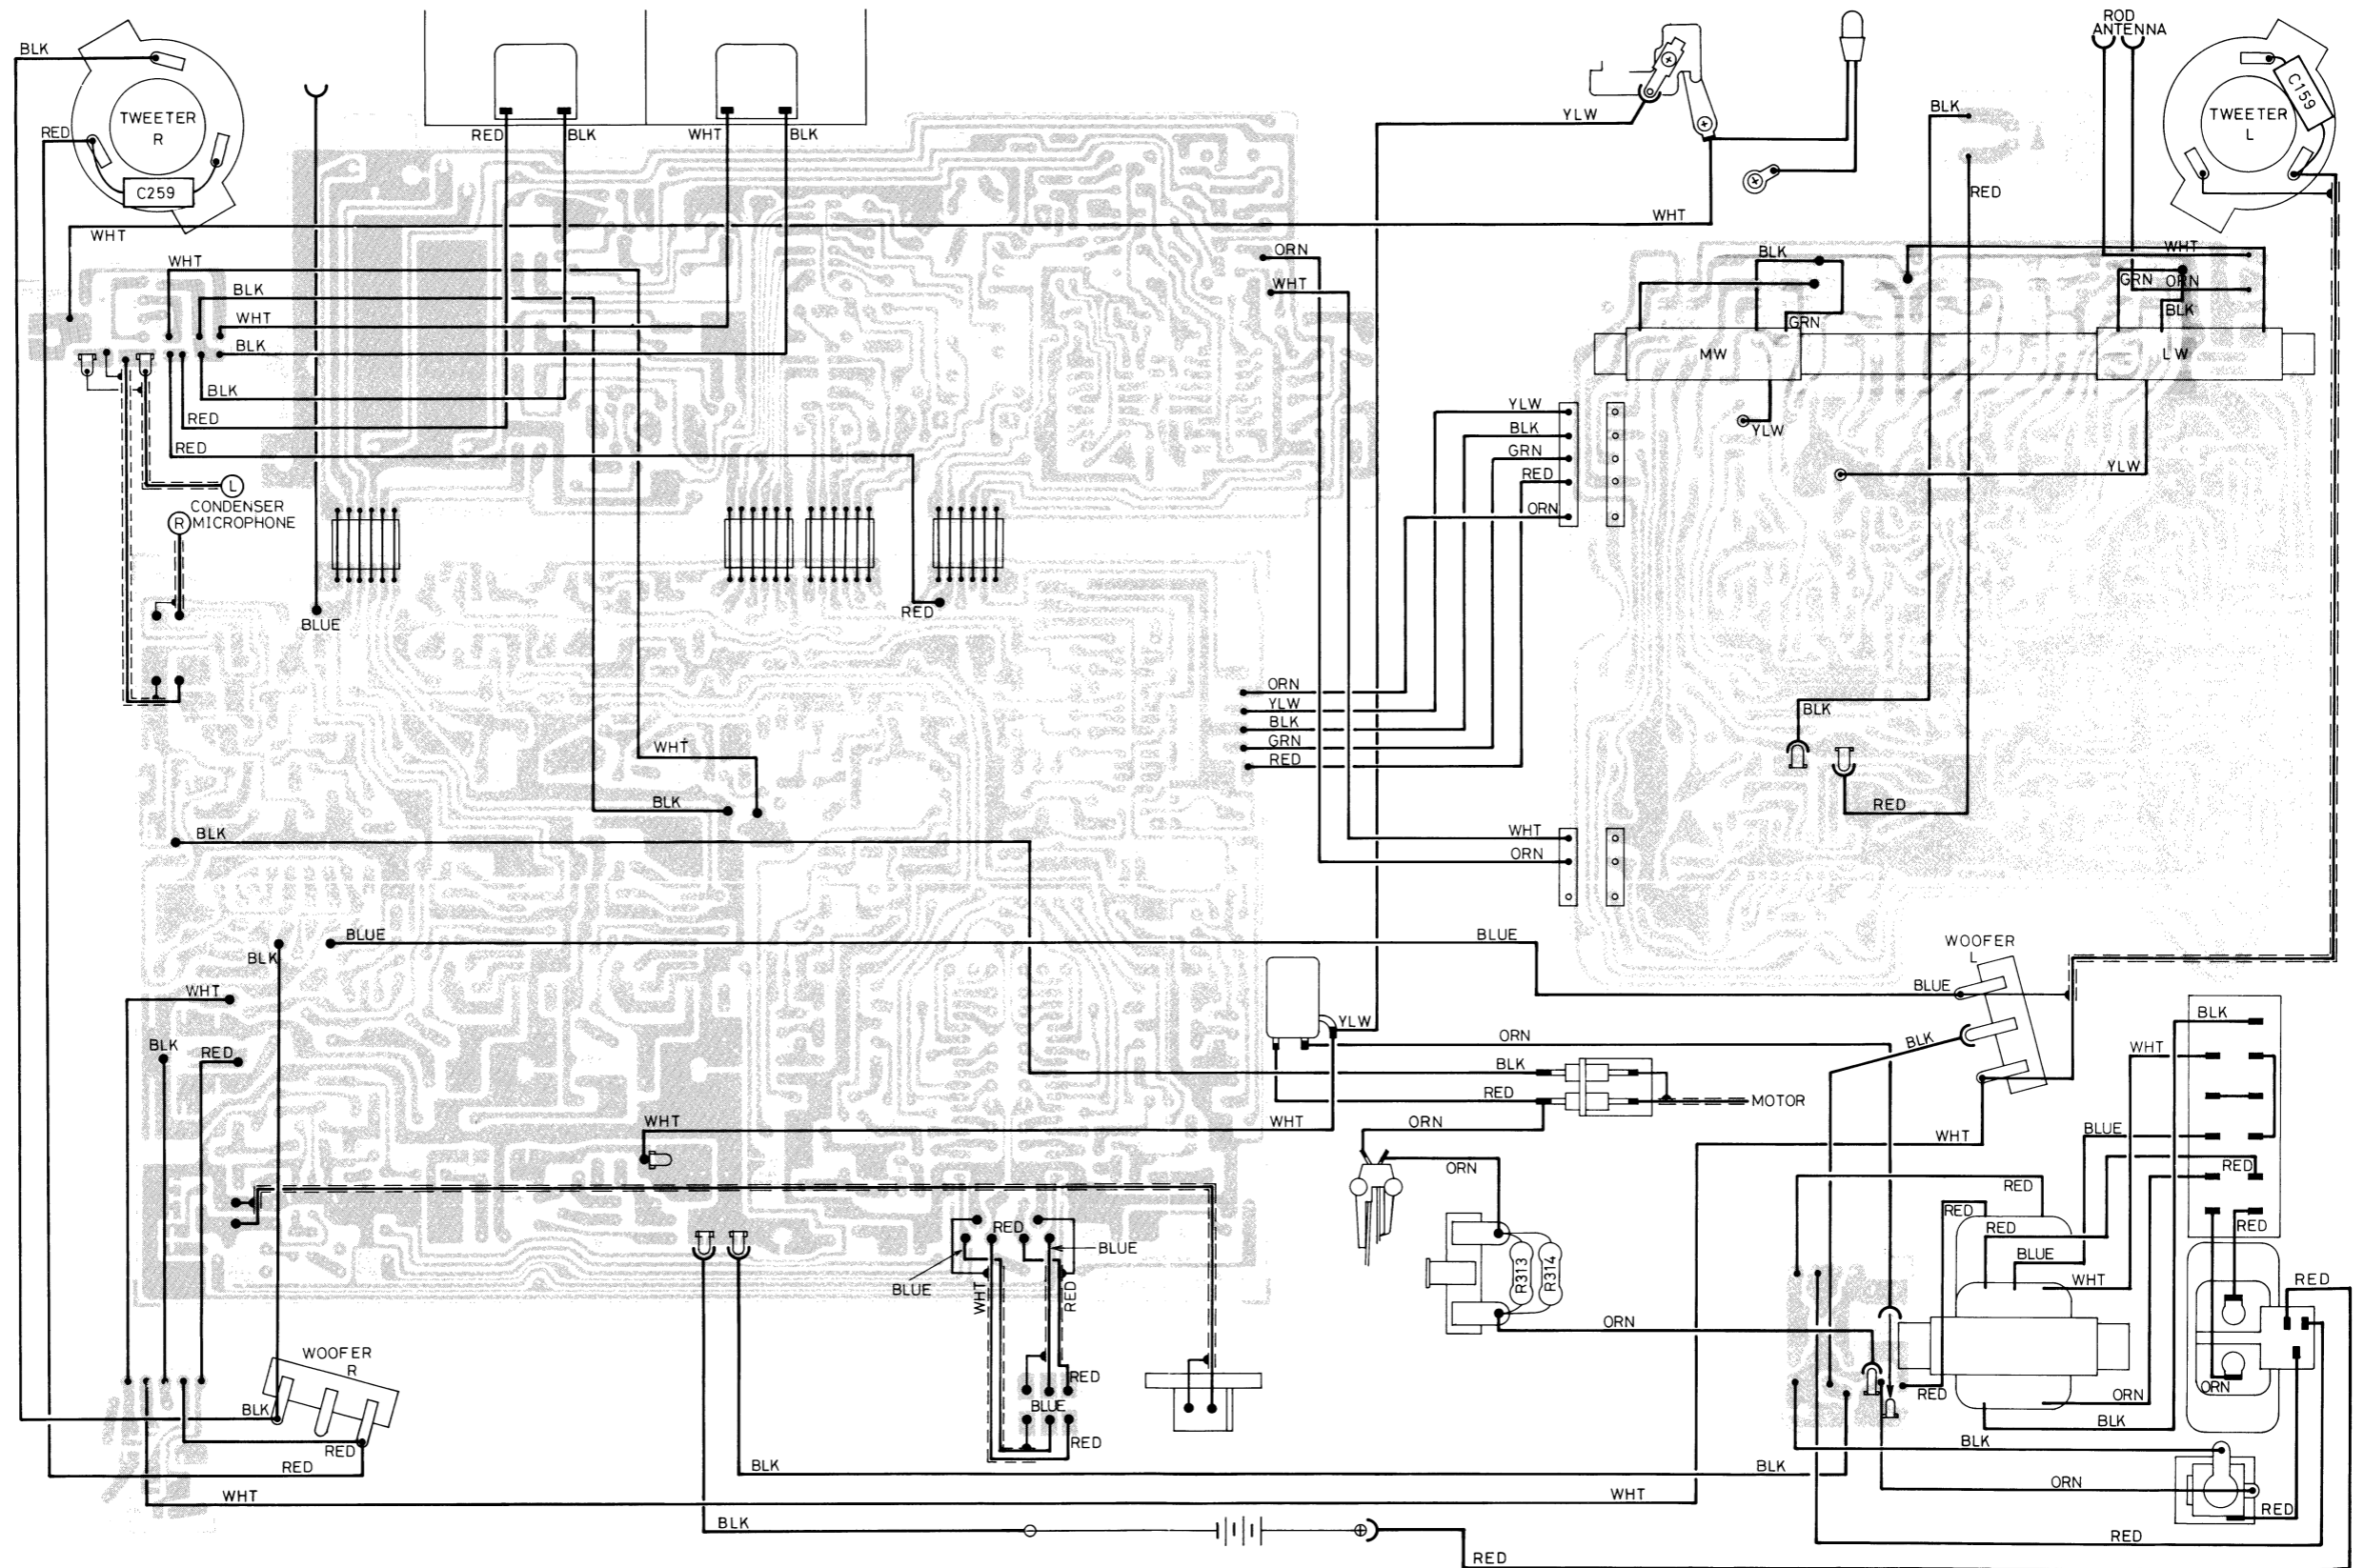 ROD
ANTENNA
BLK
TWEETER
R
RED
C259
RED
BLK
WHT
BLK
YLW
BLK
RED
TWEETER
L
C159
WHT
WHT
WHT
BLK
WHT
BLK
BLK
RED
RED
ORN
WHT
BLK
GRN
MW
YLW
WHT
GRN
ORN
BLK
LW
YLW
L
CONDENSER
R
MICROPHONE
YLW
BLK
GRN
RED
ORN
BLUE
RED
ORN
YLW
BLK
GRN
RED
WHT
BLK
BLK
RED
BLK
WHT
ORN
BLK
BLUE
BLUE
WOOFER
L
BLUE
BLK
WHT
BLK
RED
YLW
ORN
BLK
RED
MOTOR
WHT
WHT
ORN
ORN
BLK
WHT
BLUE
RED
RED
WHT
RED
RED
RED
BLUE
WHT
RED
BLUE
BLUE
WHT
RED
R313
R314
ORN
RED
BLUE
RED
WOOFER
R
BLK
RED
RED
RED
ORN
BLK
ORN
BLK
BLK
BLK
WHT
WHT
ORN
RED
BLK
RED
RED